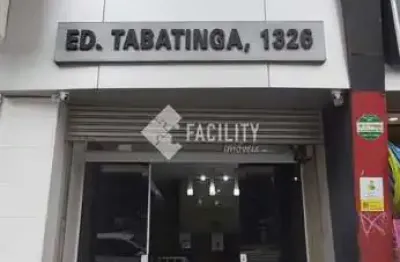 ED. TABATINGA, 1326
FACILITY
imóveis